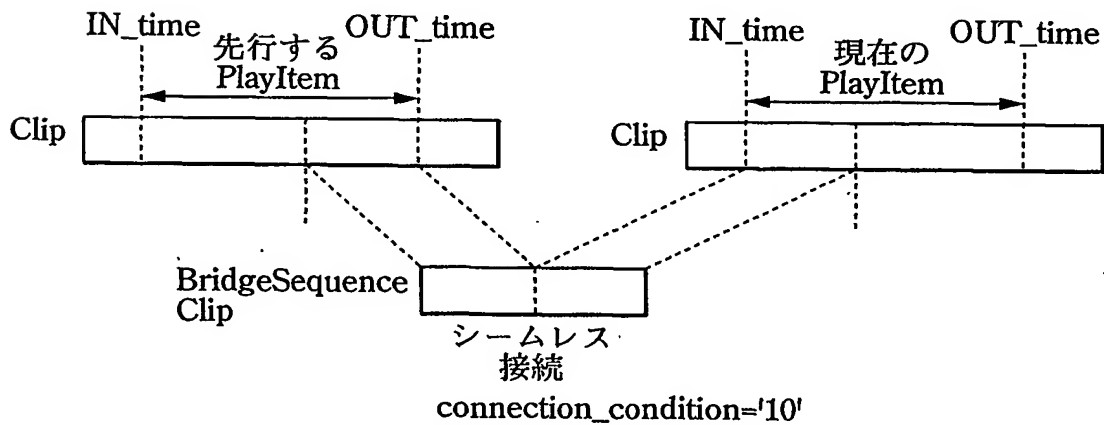 IN_time
OUT_time
先行する
PlayItem
Clip
IN_time
OUT_time
現在の
PlayItem
Clip
BridgeSequence
Clip
シームレス
接続
connection_condition='10'